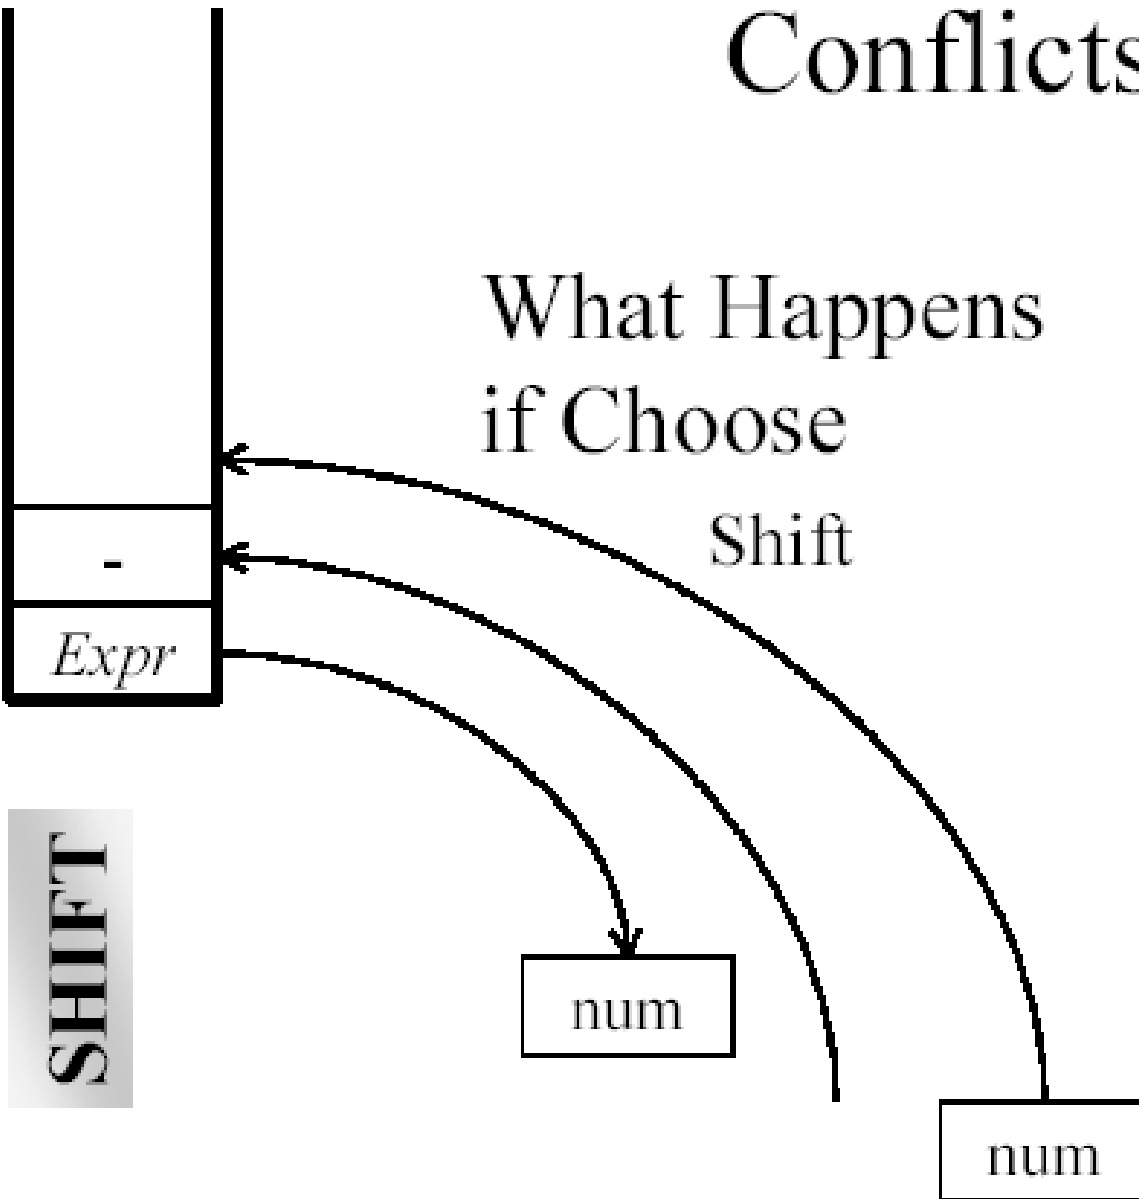 Conflicts
What Happens
if Choose
Shift
-
Expr
SHIFT
num
num